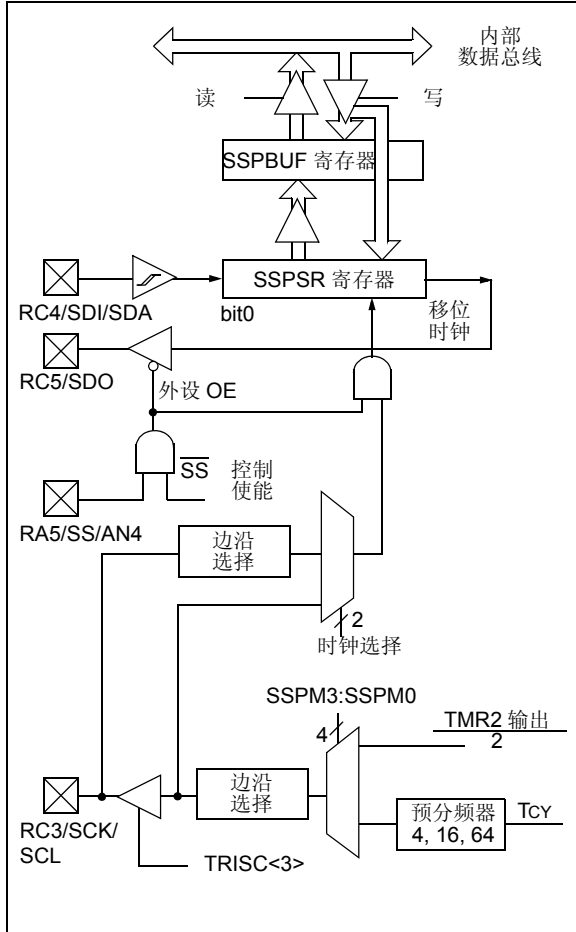 内部
数据总线
读
写
SSPBUF 寄存器
SSPSR 寄存器
RC4/SDI/SDA
bit0
移位
时钟
RC5/SDO
外设 OE
SS
控制
使能
RA5/SS/AN4
边沿
选择
2
时钟选择
SSPM3:SSPM0
4
TMR2 输出
2
边沿
选择
预分频器
4, 16, 64
TCY
RC3/SCK/
SCL
TRISC<3>